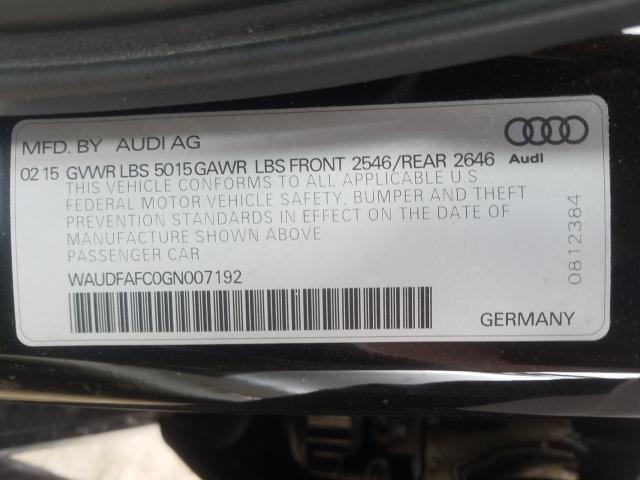 MFD. BY AUDI AG
02 15 GVWR LBS 5015 GAWR LBS FRONT 2546/REAR 2646
Audi
THIS VEHICLE CONFORMS TO ALL APPLICABLE U.S.
FEDERAL MOTOR VEHICLE SAFETY, BUMPER AND THEFT
PREVENTION STANDARDS IN EFFECT ON THE DATE OF
MANUFACTURE SHOWN ABOVE
PASSENGER CAR
0812384
WAUDFAFC0GN007192
GERMANY